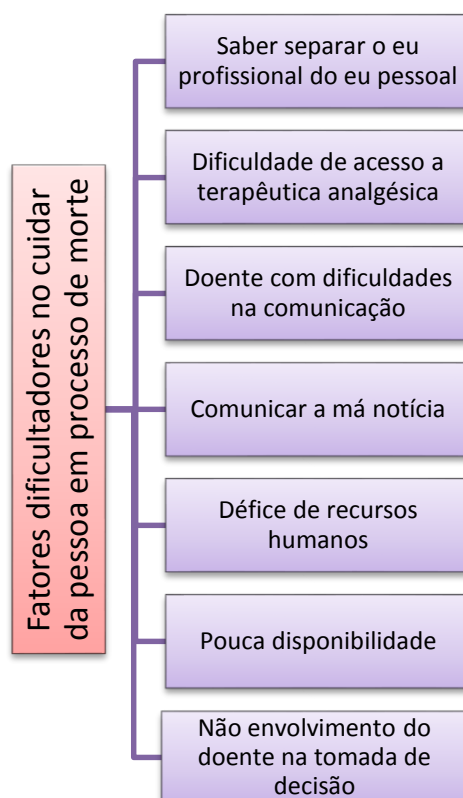 Fatores dificultadores no cuidar
da pessoa em processo de morte
Saber separar o eu
profissional do eu pessoal
Dificuldade de acesso a
terapêutica analgésica
Doente com dificuldades
na comunicação
Comunicar a má notícia
Défice de recursos
humanos
Pouca disponibilidade
Não envolvimento do
doente na tomada de
decisão